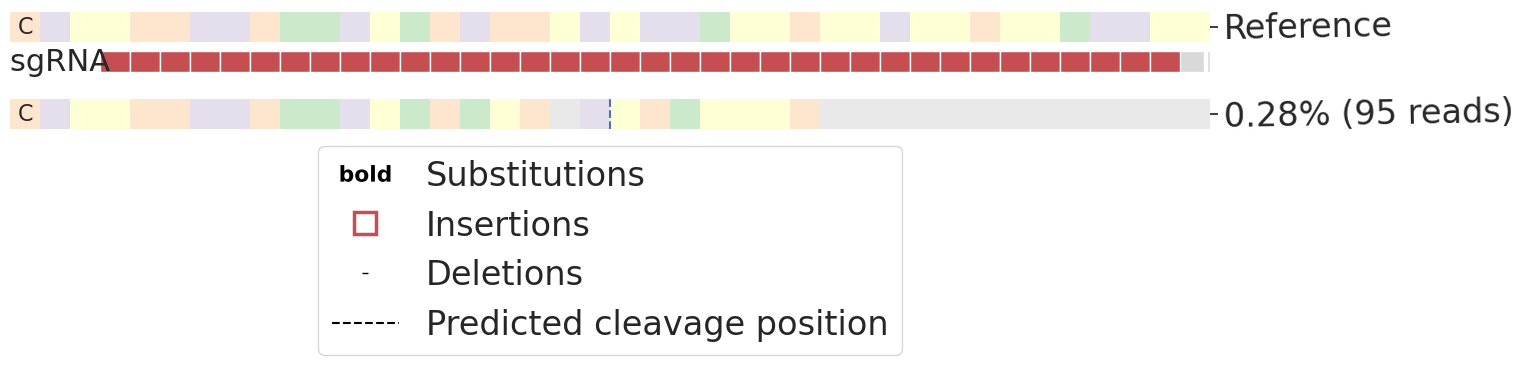 C Reference
sgRNA
C 0.28% (95 reads)
bold Substitutions
Insertions
- Deletions
Predicted cleavage position